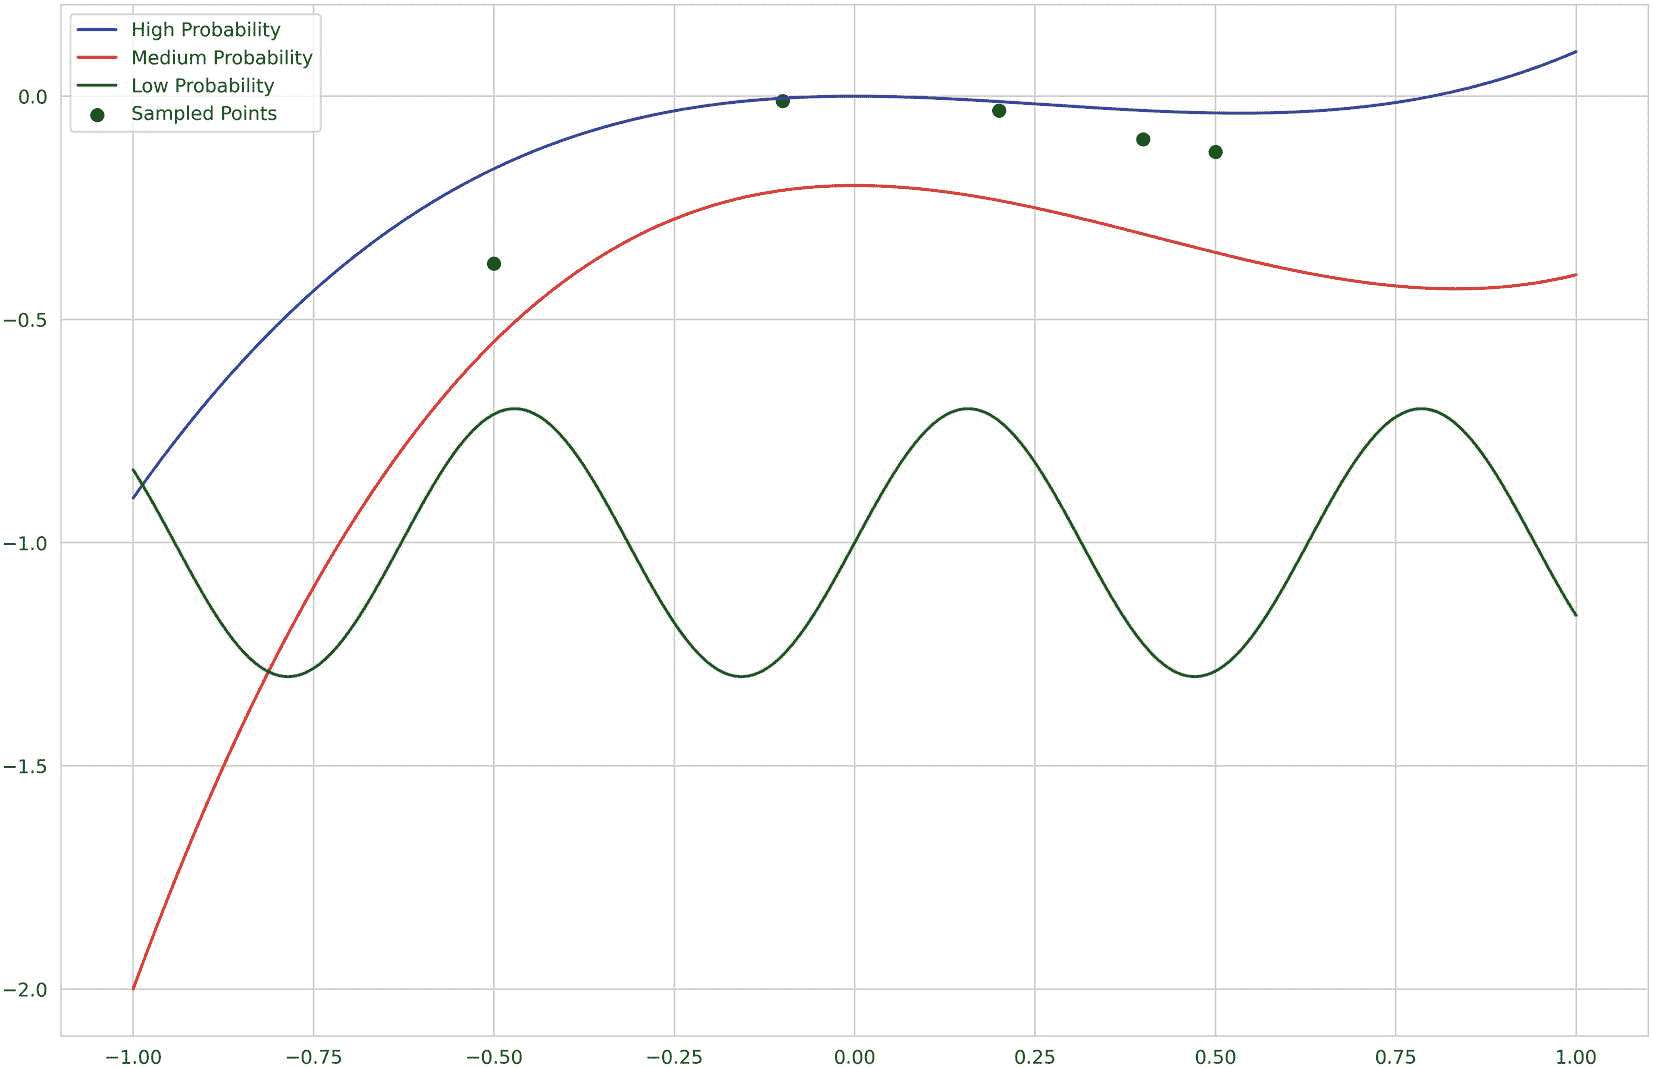 High Probability
Medium Probability
Low Probability
Sampled Points
0.0
−0.5
−1.0
−1.5
−2.0
−1.00 −0.75 −0.50 −0.25 0.00 0.25 0.50 0.75 1.00